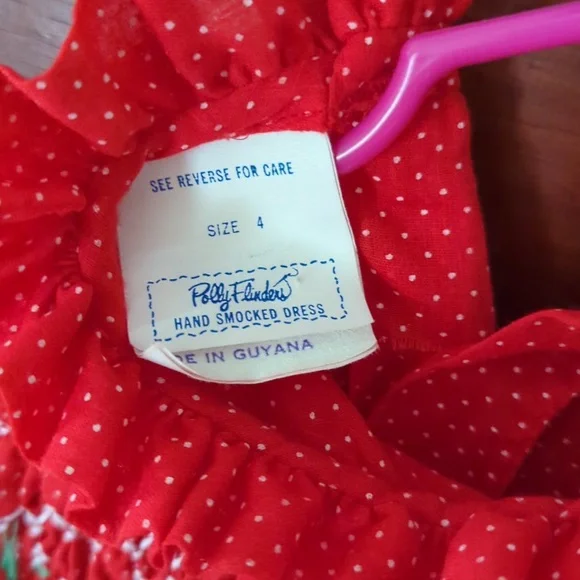 SEE REVERSE FOR CARE
SIZE 4
Polly Flinders
HAND SMOCKED DRESS
DE IN GUYANA